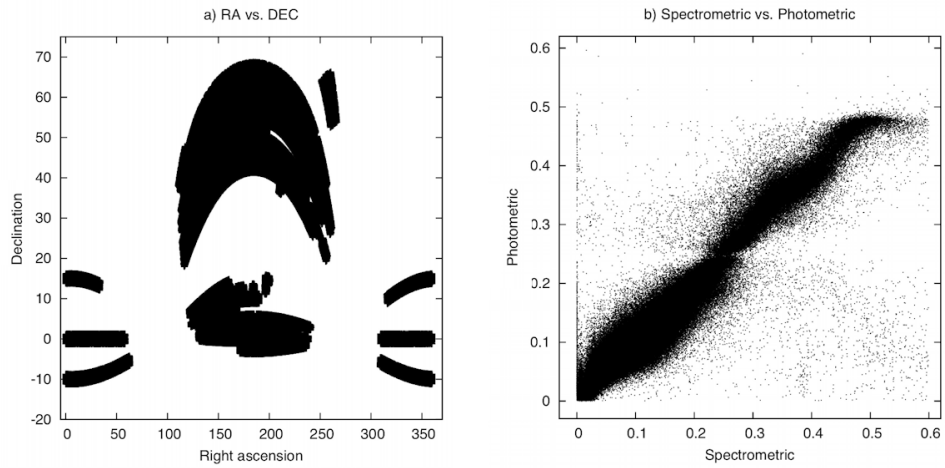 a) RA vs. DEC
70
60
50
40
30
20
10
0
-10
-20
Declination
0 50 100 150 200 250 300 350
Right ascension
b) Spectrometric vs. Photometric
0.6
0.5
0.4
0.3
0.2
0.1
0
Photometric
0 0.1 0.2 0.3 0.4 0.5 0.6
Spectrometric